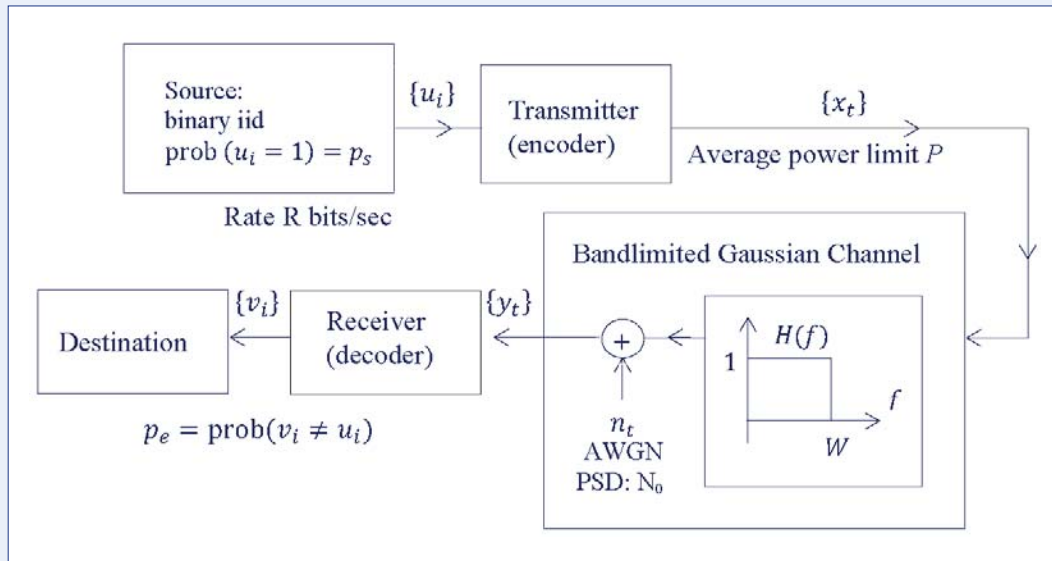 Source:
binary iid
prob (u_i = 1) = p_s
Rate R bits/sec
{u_i}
Transmitter
(encoder)
{x_t}
Average power limit P
Bandlimited Gaussian Channel
H(f)
1
f
W
+
n_t
AWGN
PSD: N₀
{y_t}
Receiver
(decoder)
{v_i}
Destination
p_e = prob(v_i ≠ u_i)